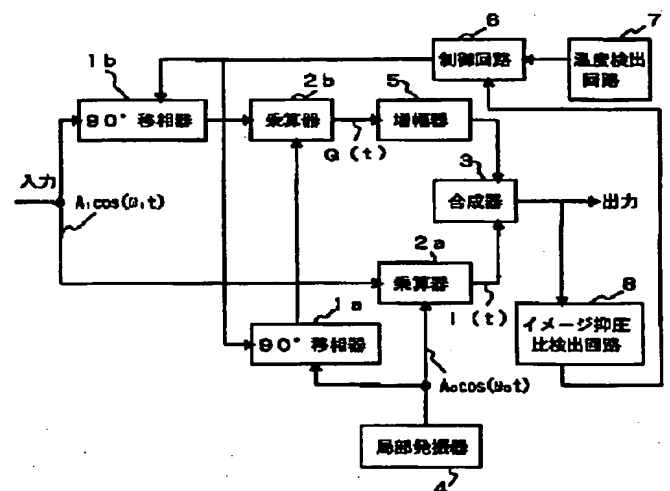 6
7
制御回路
温度検出
回路
1b
2b
5
90°移相器
乗算器
増幅器
Q(t)
3
入力
A₁cos(ω₁t)
合成器
出力
2a
乗算器
8
1a
I(t)
イメージ抑圧
比検出回路
90°移相器
A₀cos(ω₀t)
局部発振器
4